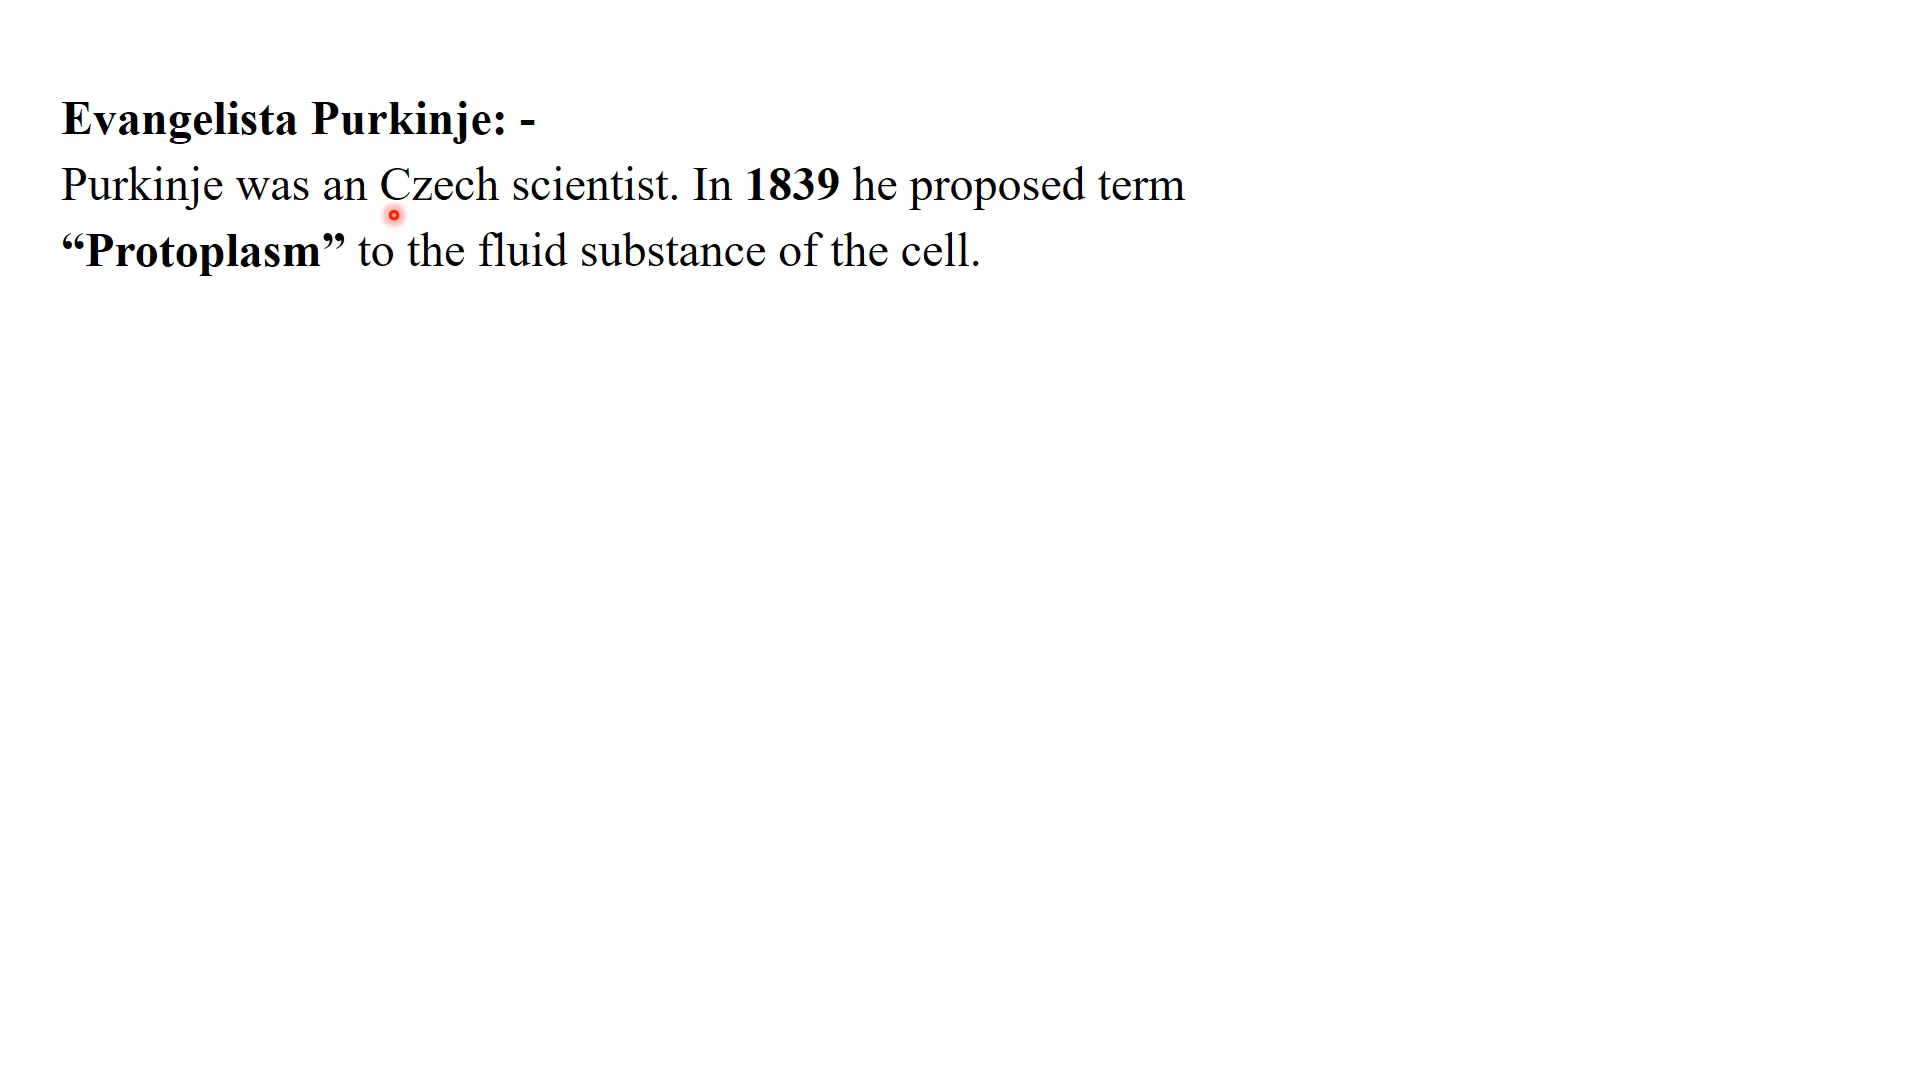 Evangelista Purkinje: -
Purkinje was an Czech scientist. In 1839 he proposed term
“Protoplasm” to the fluid substance of the cell.